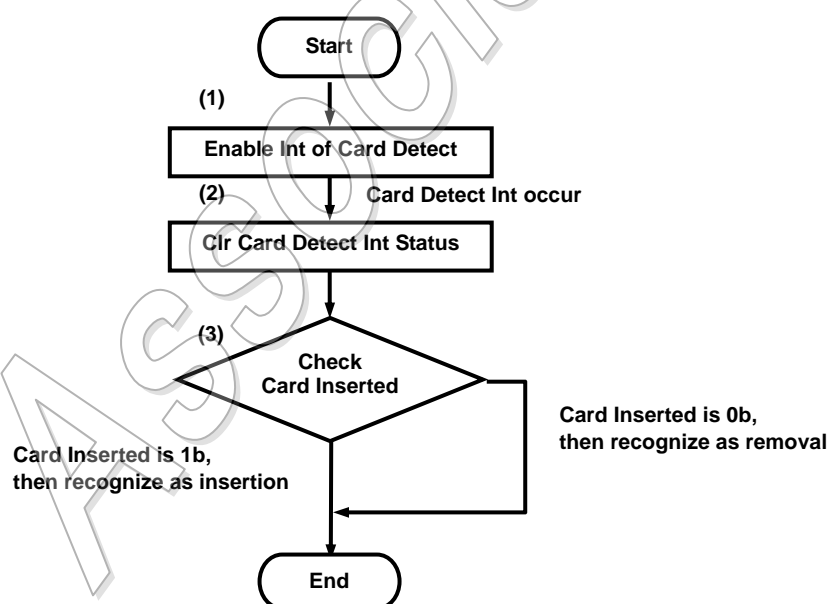 Start
(1)
Enable Int of Card Detect
(2)
Card Detect Int occur
Clr Card Detect Int Status
(3)
Check
Card Inserted
Card Inserted is 0b,
then recognize as removal
Card Inserted is 1b,
then recognize as insertion
End